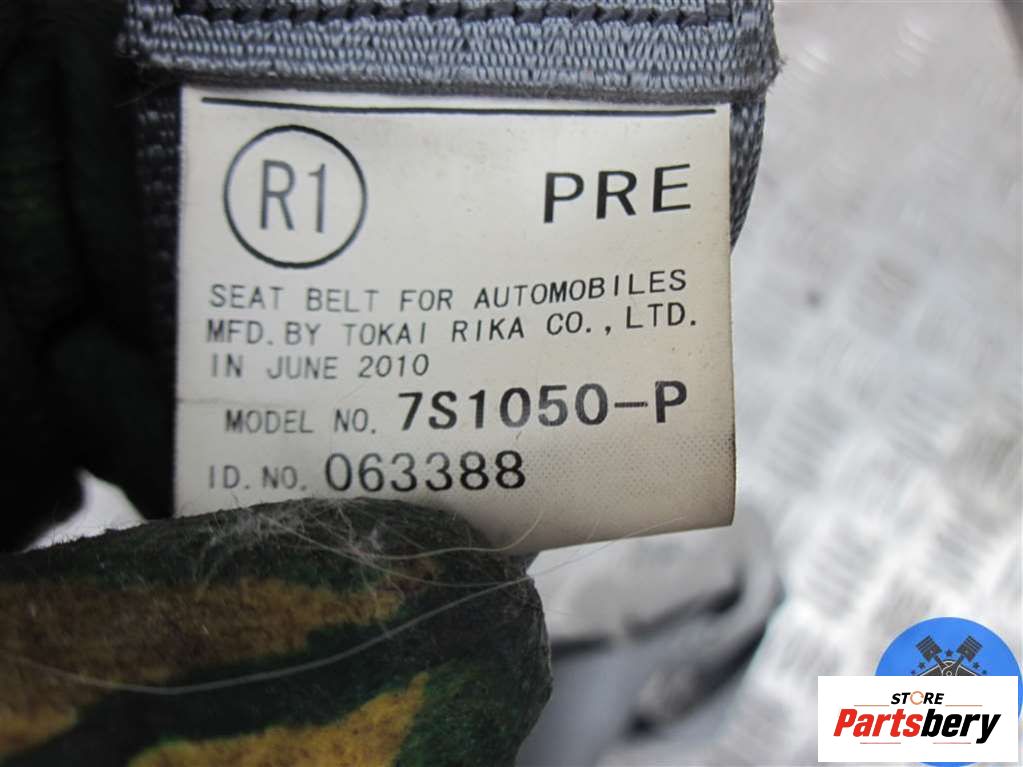 R1 PRE
SEAT BELT FOR AUTOMOBILES
MFD. BY TOKAI RIKA CO., LTD.
IN JUNE 2010
MODEL NO. 7S1050-P
ID. NO. 063388
STORE
Partsbery